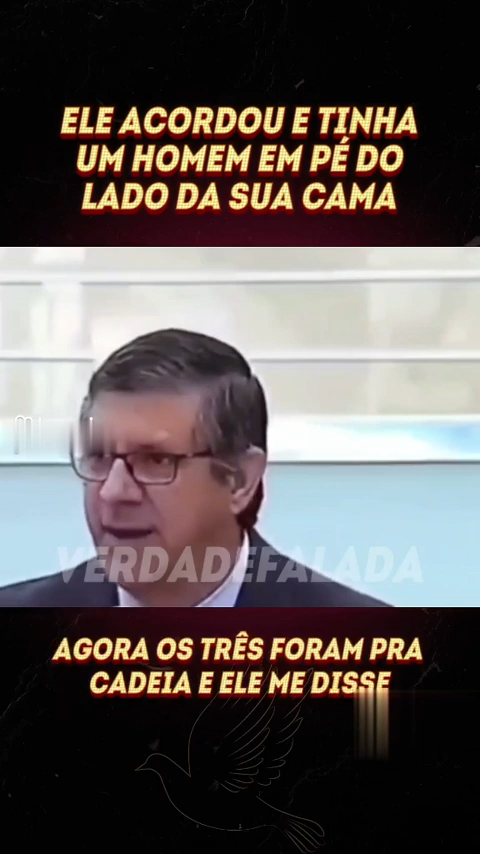 ELE ACORDOU E TINHA
UM HOMEM EM PÉ DO
LADO DA SUA CAMA
VERDADEFALADA
AGORA OS TRÊS FORAM PRA
CADEIA E ELE ME DISSE